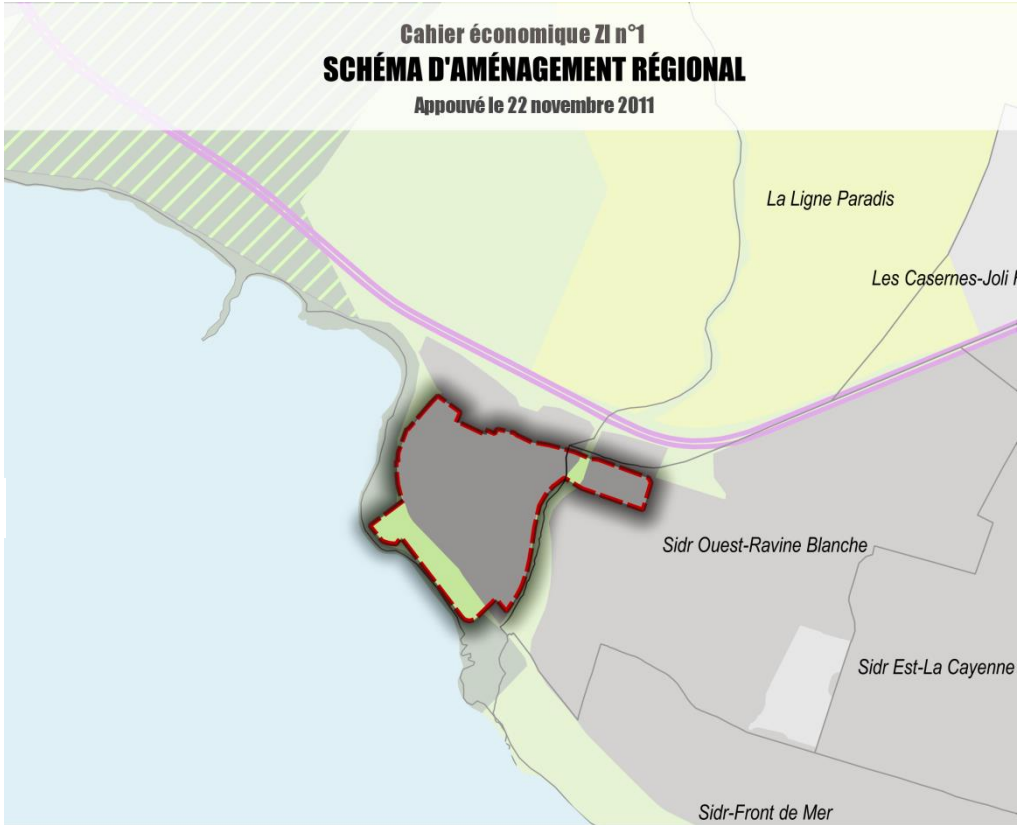 Cahier économique ZI n°1
SCHÉMA D'AMÉNAGEMENT RÉGIONAL
Appouvé le 22 novembre 2011
La Ligne Paradis
Les Casernes-Joli
Sidr Ouest-Ravine Blanche
Sidr Est-La Cayenne
Sidr-Front de Mer